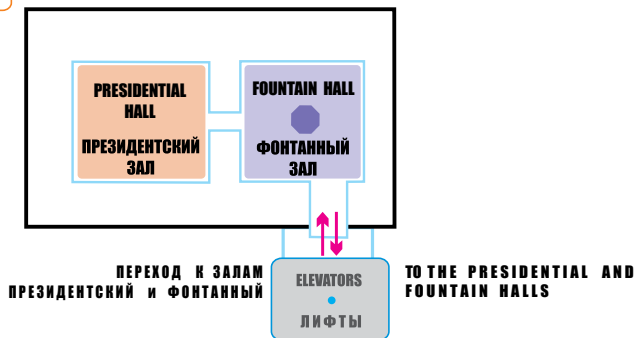 PRESIDENTIAL
HALL
ПРЕЗИДЕНТСКИЙ
ЗАЛ
FOUNTAIN HALL
ФОНТАННЫЙ
ЗАЛ
ПЕРЕХОД К ЗАЛАМ
ПРЕЗИДЕНТСКИЙ и ФОНТАННЫЙ
ELEVATORS
ЛИФТЫ
TO THE PRESIDENTIAL AND
FOUNTAIN HALLS